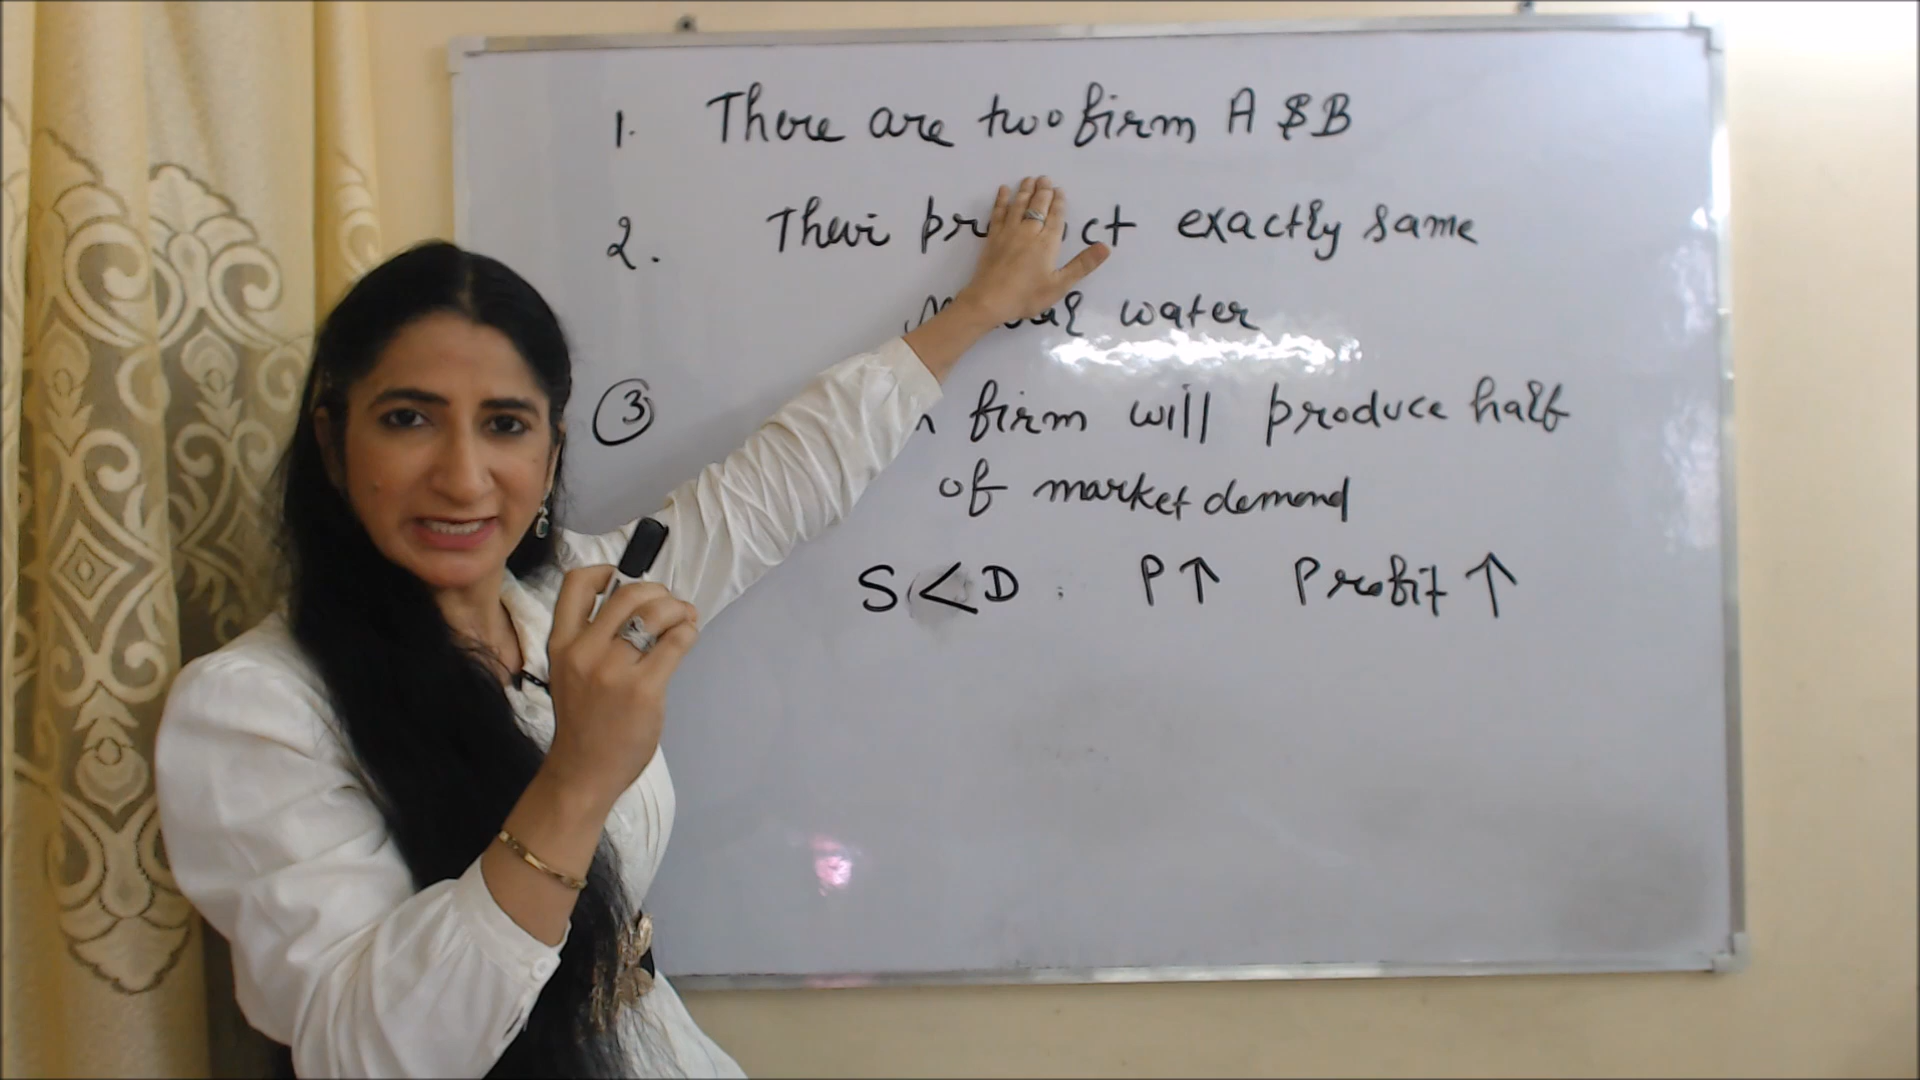 1. There are two firm A & B
2. Their exactly same
water
3 firm will produce half
of market demand
S < D : P↑ Profit ↑